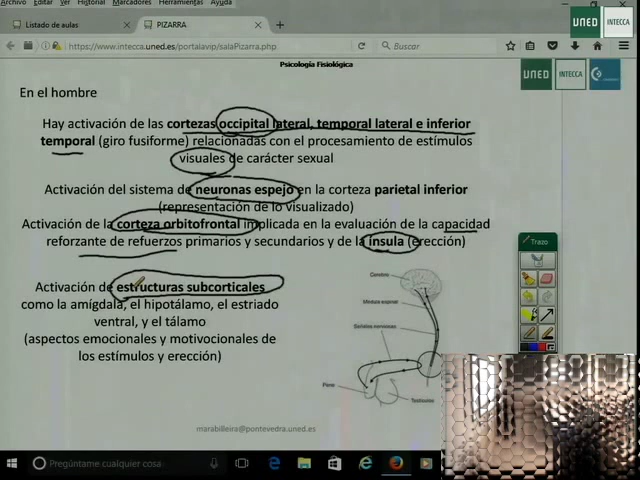 Archivo Editar Ver Historial Marcadores Herramientas Ayuda
Listado de aulas
PIZARRA
https://www.intecca.uned.es/portalavip/salaPizarra.php
Buscar
UNED
INTECCA
Psicología Fisiológica
UNED
INTECCA
En el hombre
Hay activación de las cortezas occipital lateral, temporal lateral e inferior
temporal (giro fusiforme) relacionadas con el procesamiento de estímulos
visuales de carácter sexual
Activación del sistema de neuronas espejo en la corteza parietal inferior
(representación de lo visualizado)
Activación de la corteza orbitofrontal implicada en la evaluación de la capacidad
reforzante de refuerzos primarios y secundarios y de la ínsula (erección)
Activación de estructuras subcorticales
como la amígdala, el hipotálamo, el estriado
ventral, y el tálamo
(aspectos emocionales y motivocionales de
los estímulos y erección)
Cerebro
Médula espinal
Señales nerviosas
Pene
Testículos
Trazo
marabilleira@pontevedra.uned.es
Pregúntame cualquier cosa